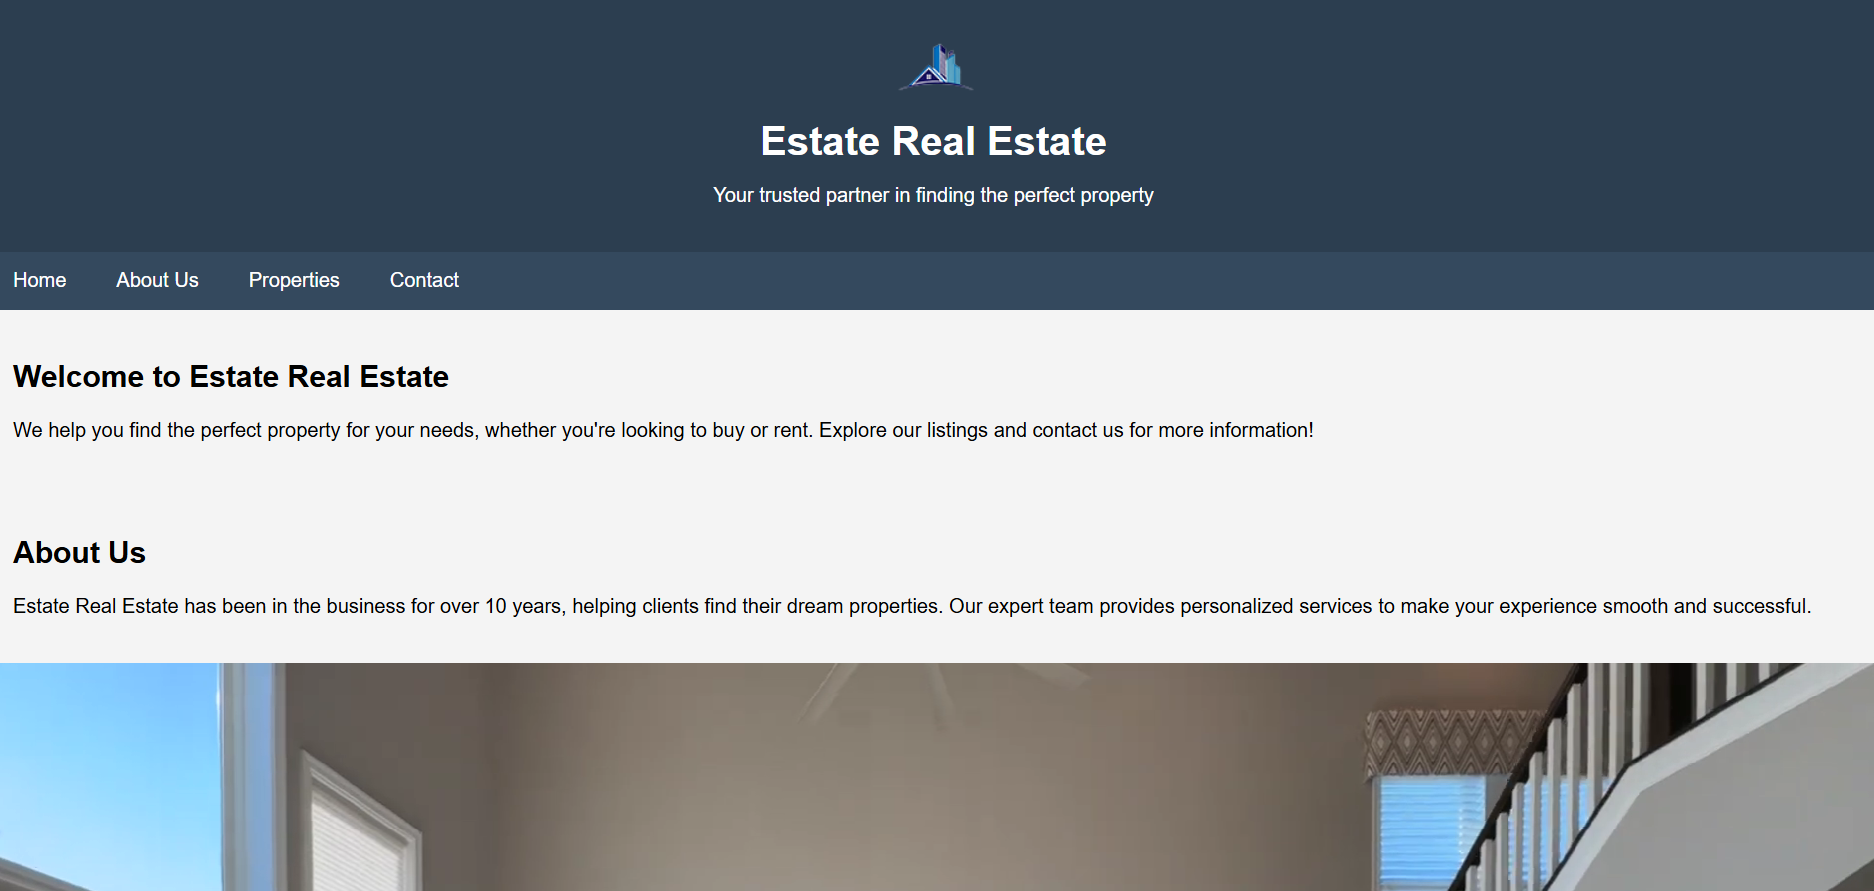 Estate Real Estate
Your trusted partner in finding the perfect property
Home About Us Properties Contact
Welcome to Estate Real Estate
We help you find the perfect property for your needs, whether you're looking to buy or rent. Explore our listings and contact us for more information!
About Us
Estate Real Estate has been in the business for over 10 years, helping clients find their dream properties. Our expert team provides personalized services to make your experience smooth and successful.